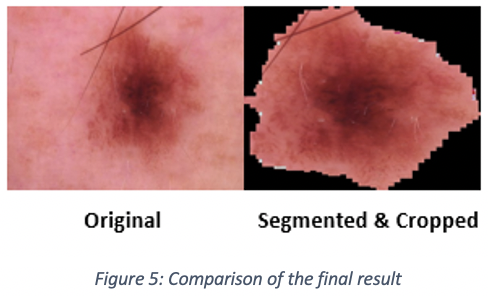 Original
Segmented & Cropped
Figure 5: Comparison of the final result